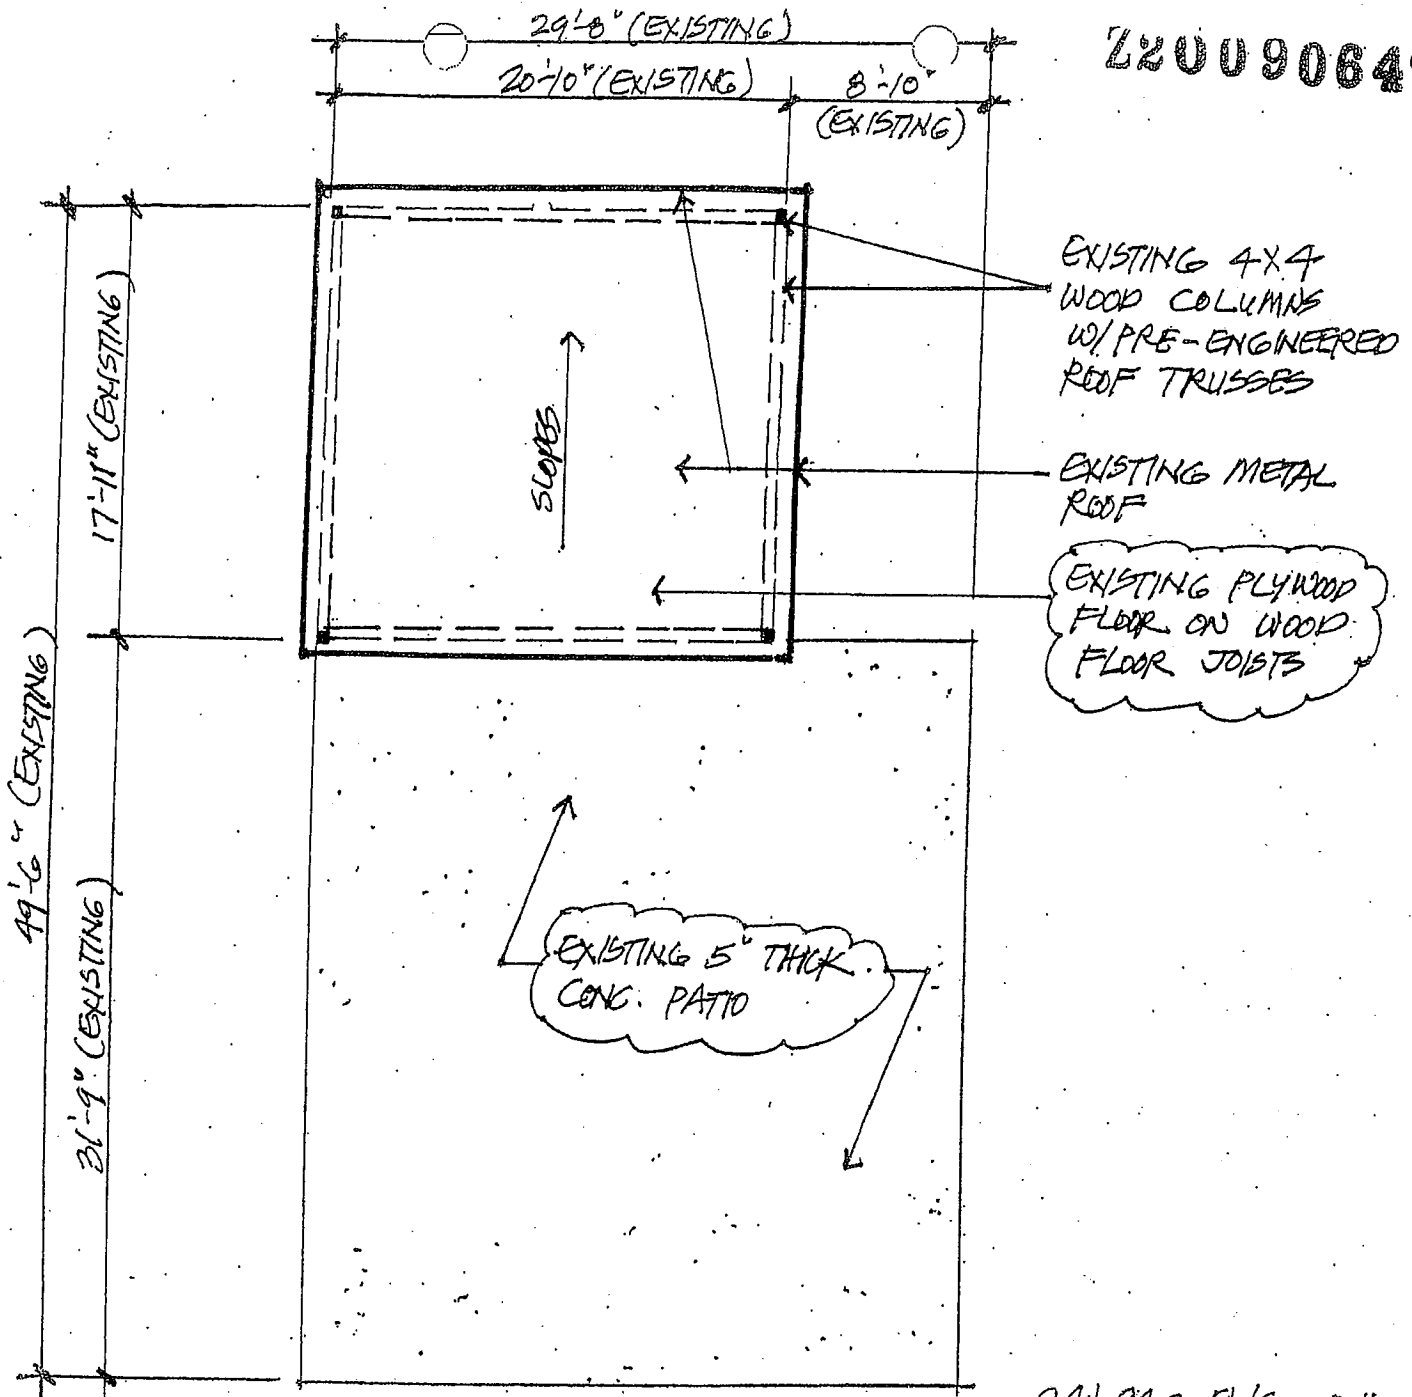 29'-8" (EXISTING)
Z2009064
20'-10" (EXISTING)
8'-10"
(EXISTING)
EXISTING 4X4
WOOD COLUMNS
W/ PRE-ENGINEERED
ROOF TRUSSES
17'-11" (EXISTING)
SLOPES
EXISTING METAL
ROOF
EXISTING PLYWOOD
FLOOR ON WOOD
FLOOR JOISTS
49'-6" (EXISTING)
31'-9" (EXISTING)
EXISTING 5" THICK
CONC. PATIO